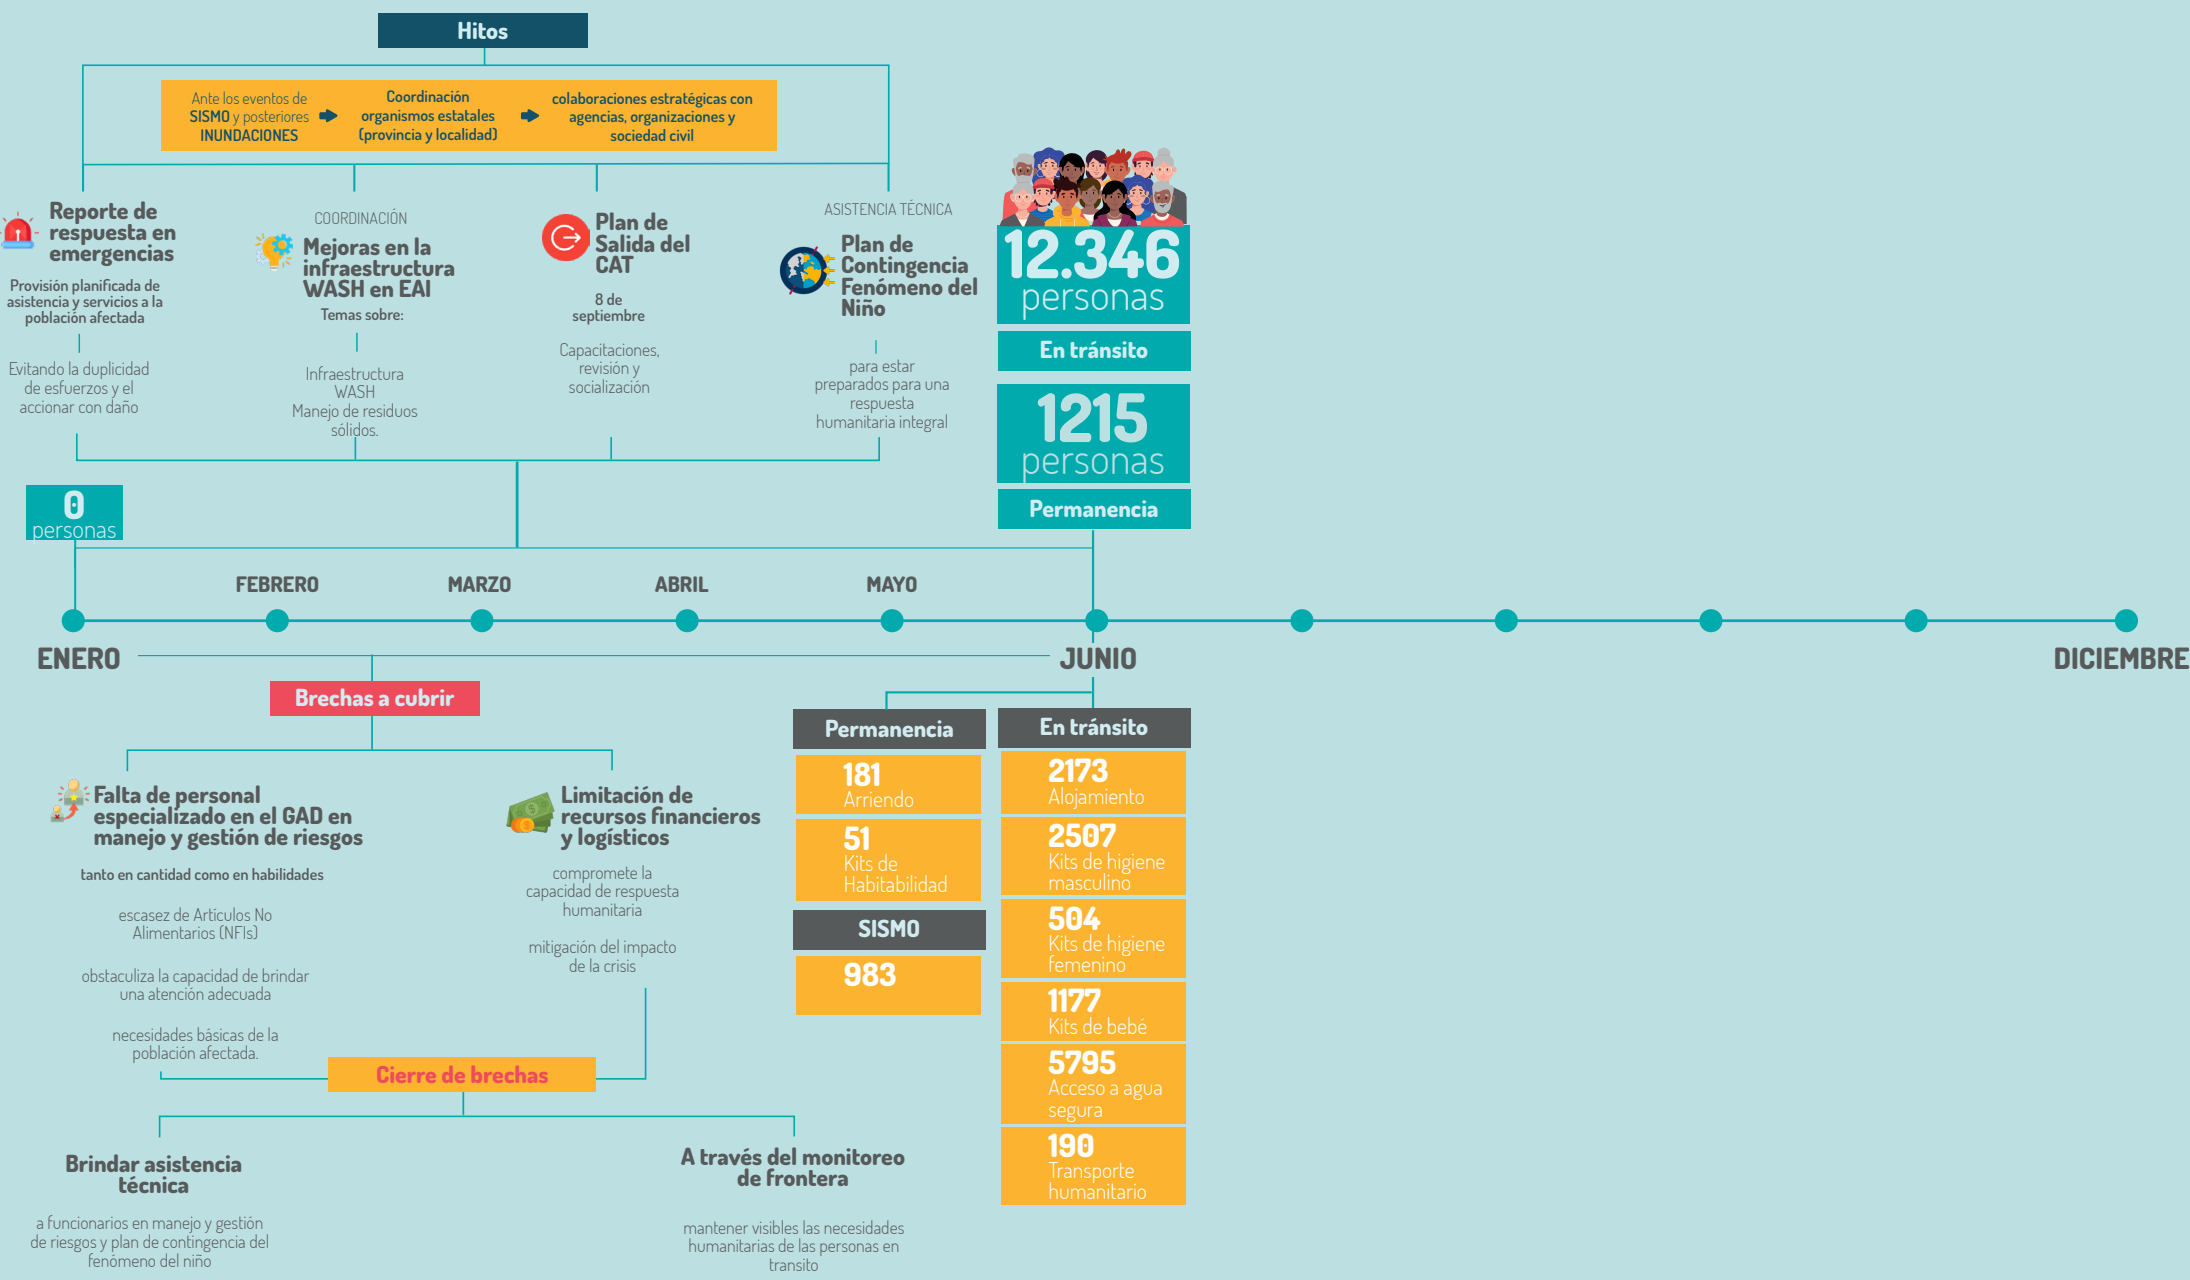 Hitos
Ante los eventos de
SISMO y posteriores
INUNDACIONES
Coordinación
organismos estatales
(provincia y localidad)
colaboraciones estratégicas con
agencias, organizaciones y
sociedad civil
Reporte de
respuesta en
emergencias
Provisión planificada de
asistencia y servicios a la
población afectada
Evitando la duplicidad
de esfuerzos y el
accionar con daño
COORDINACIÓN
Mejoras en la
infraestructura
WASH en EAI
Temas sobre:
Infraestructura
WASH
Manejo de residuos
sólidos.
Plan de
Salida del
CAT
8 de
septiembre
Capacitaciones,
revisión y
socialización
ASISTENCIA TÉCNICA
Plan de
Contingencia
Fenómeno del
Niño
para estar
preparados para una
respuesta
humanitaria integral
12.346
personas
En tránsito
1215
personas
Permanencia
0
personas
FEBRERO
MARZO
ABRIL
MAYO
ENERO
JUNIO
DICIEMBRE
Brechas a cubrir
Falta de personal
especializado en el GAD en
manejo y gestión de riesgos
tanto en cantidad como en habilidades
escasez de Artículos No
Alimentarios (NFIs)
obstaculiza la capacidad de brindar
una atención adecuada
necesidades básicas de la
población afectada.
Limitación de
recursos financieros
y logísticos
compromete la
capacidad de respuesta
humanitaria
mitigación del impacto
de la crisis
Cierre de brechas
Brindar asistencia
técnica
a funcionarios en manejo y gestión
de riesgos y plan de contingencia del
fenómeno del niño
A través del monitoreo
de frontera
mantener visibles las necesidades
humanitarias de las personas en
transito
Permanencia
181
Arriendo
51
Kits de
Habitabilidad
SISMO
983
En tránsito
2173
Alojamiento
2507
Kits de higiene
masculino
504
Kits de higiene
femenino
1177
Kits de bebé
5795
Acceso a agua
segura
190
Transporte
humanitario